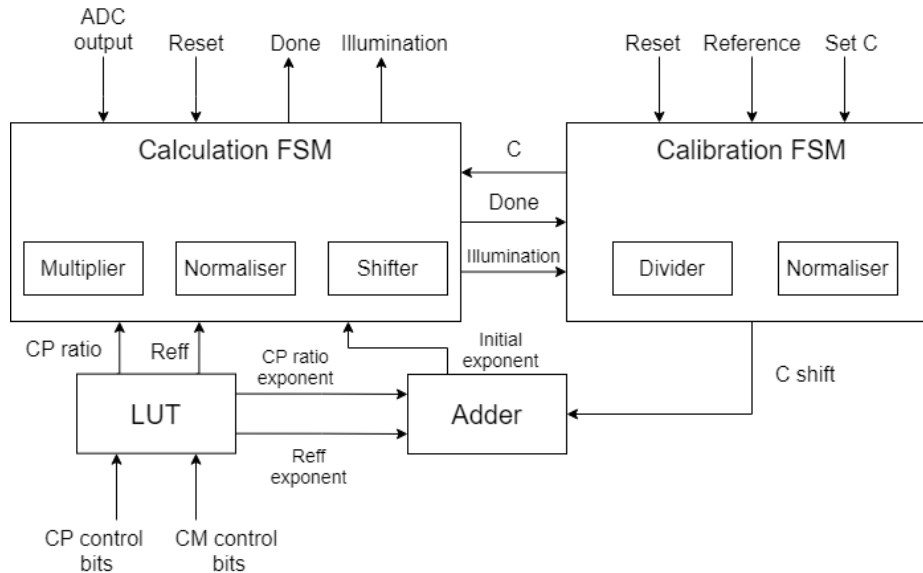 ADC
output
Reset
Done
Illumination
Reset
Reference
Set C
Calculation FSM
Calibration FSM
C
Done
Illumination
Multiplier
Normaliser
Shifter
Divider
Normaliser
CP ratio
Reff
CP ratio
exponent
Initial
exponent
C shift
LUT
Adder
Reff
exponent
CP control
bits
CM control
bits